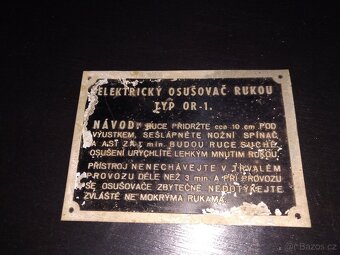 ELEKTRICKÝ OSUŠOVAČ RUKOU
TYP OR-1.
NÁVOD: RUCE PŘIDRŽTE cca 10 cm POD
VÝUSTKEM, SEŠLÁPNĚTE NOŽNÍ SPÍNAČ
A ASI ZA 1 min. BUDOU RUCE SUCHÉ
OSUŠENÍ URYCHLÍTE LEHKÝM MNUTÍM RUKOU.
PŘÍSTROJ NENECHÁVEJTE V TRVALÉM
PROVOZU DÉLE NEŽ 3 min. A PŘI PROVOZU
SE OSUŠOVAČE ZBYTEČNĚ NEDOTÝKEJTE
ZVLÁŠTĚ NE MOKRÝMA RUKAMA.
bazos.cz